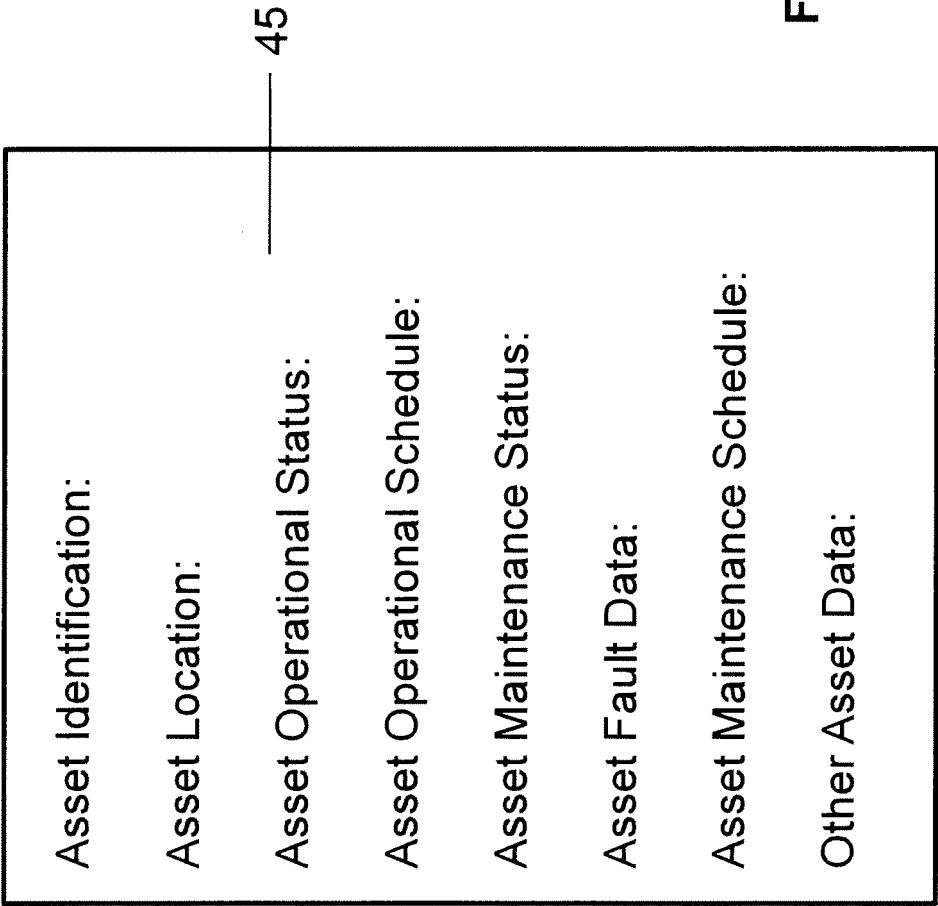 Asset Identification:
Asset Location:
Asset Operational Status:
Asset Operational Schedule:
Asset Maintenance Status:
Asset Fault Data:
Asset Maintenance Schedule:
Other Asset Data:
45
F